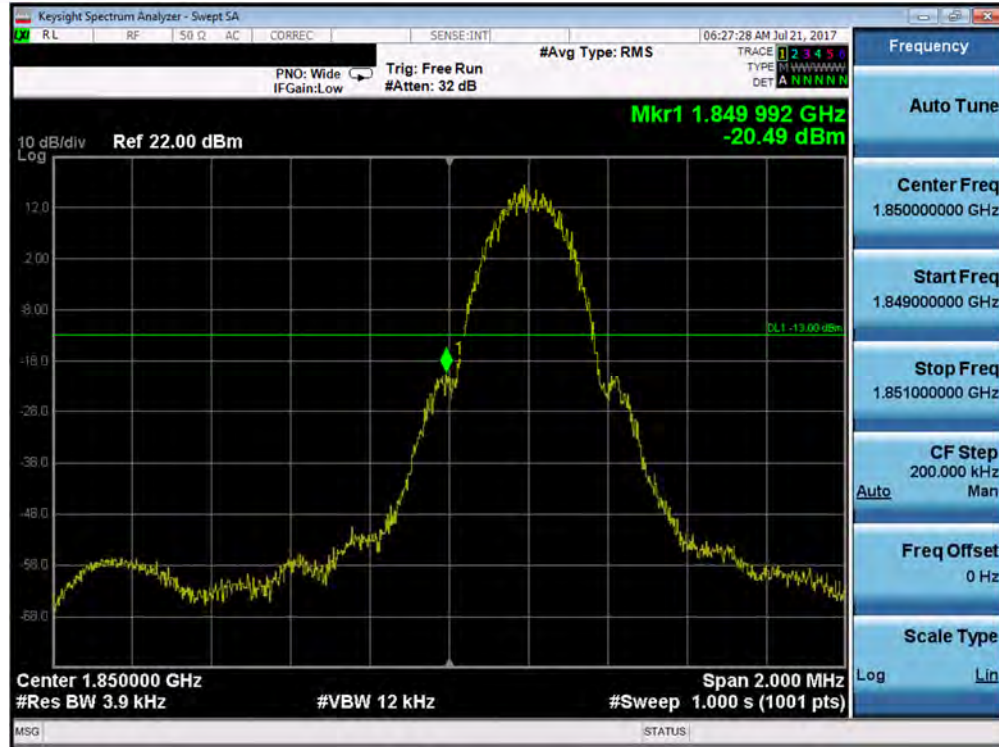 Keysight Spectrum Analyzer - Swept SA
LXI RL RF 50 Ω AC CORREC SENSE:INT 06:27:28 AM Jul 21, 2017
#Avg Type: RMS
TRACE 1 2 3 4 5 6
TYPE M W W W W W
DET A N N N N N
PNO: Wide
IFGain:Low
Trig: Free Run
#Atten: 32 dB
Mkr1 1.849 992 GHz
-20.49 dBm
10 dB/div
Log
Ref 22.00 dBm
12.0
2.00
-8.00
-18.0
-28.0
-38.0
-48.0
-58.0
-68.0
DL1 -13.00 dBm
1
Center 1.850000 GHz
Span 2.000 MHz
#Res BW 3.9 kHz
#VBW 12 kHz
#Sweep 1.000 s (1001 pts)
MSG
STATUS
Frequency
Auto Tune
Center Freq
1.850000000 GHz
Start Freq
1.849000000 GHz
Stop Freq
1.851000000 GHz
CF Step
200.000 kHz
Auto Man
Freq Offset
0 Hz
Scale Type
Log Lin